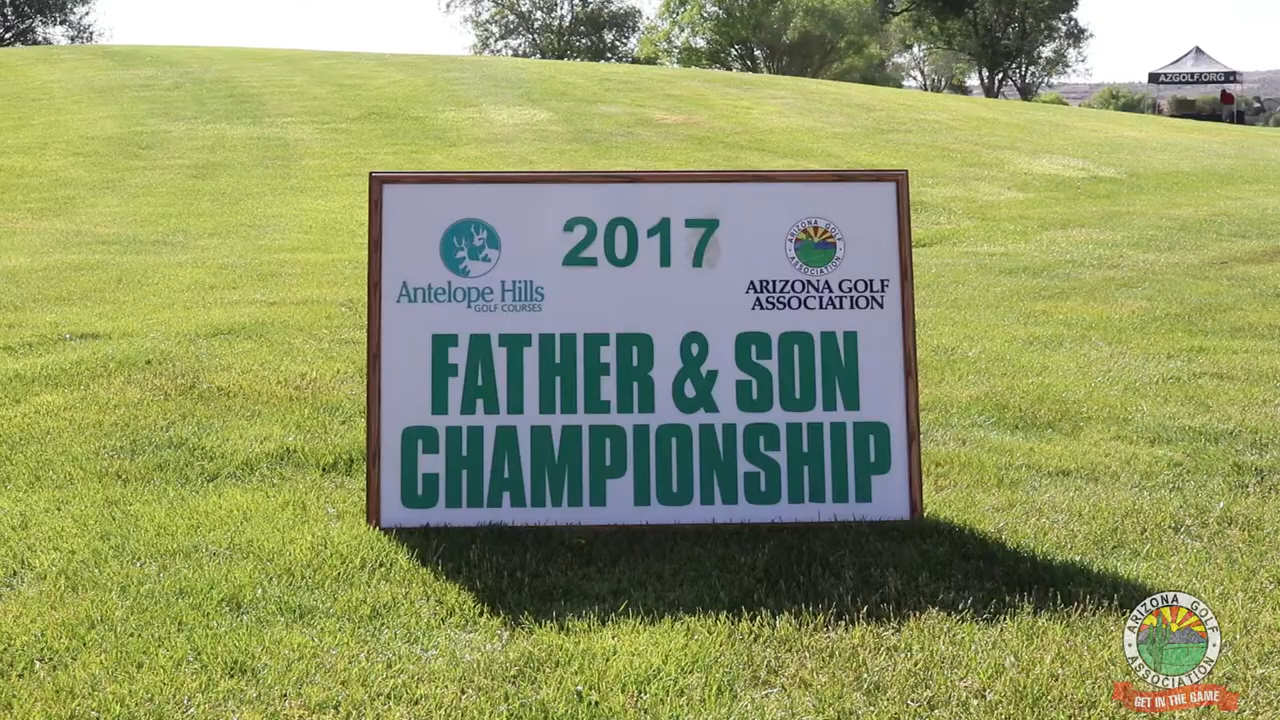 AZGOLF.ORG
2017
Antelope Hills
GOLF COURSES
ARIZONA GOLF
ASSOCIATION
ARIZONA GOLF
ASSOCIATION
FATHER & SON
CHAMPIONSHIP
ARIZONA GOLF
ASSOCIATION
GET IN THE GAME